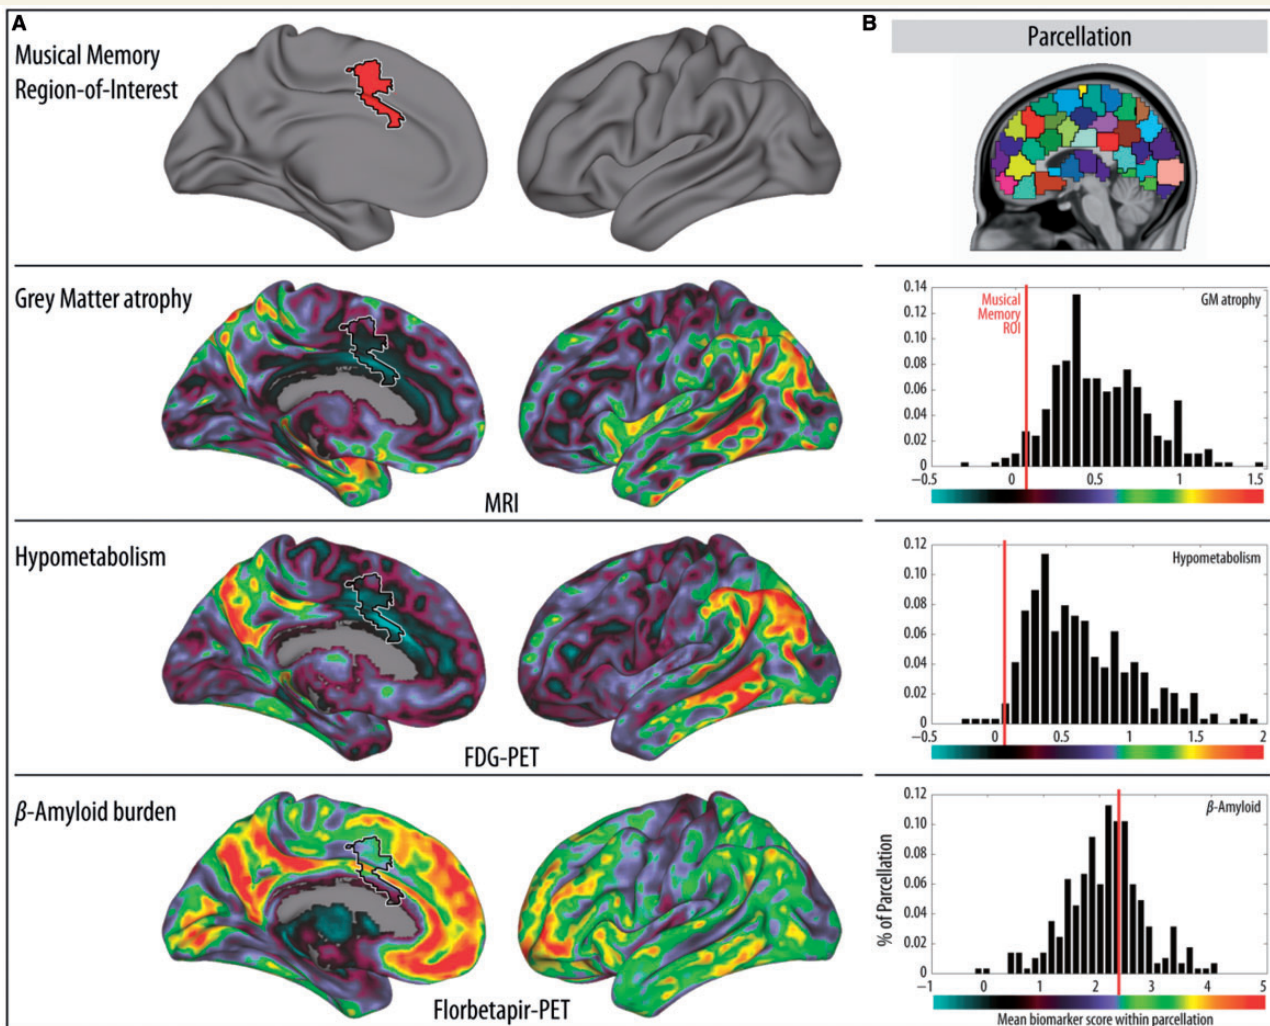 A
Musical Memory
Region-of-Interest
B
Parcellation
Grey Matter atrophy
MRI
0.14
0.12
0.10
0.08
0.06
0.04
0.02
0
Musical
Memory
ROI
GM atrophy
−0.5 0 0.5 1 1.5
Hypometabolism
FDG-PET
0.12
0.10
0.08
0.06
0.04
0.02
0
Hypometabolism
−0.5 0 0.5 1 1.5 2
β-Amyloid burden
Florbetapir-PET
% of Parcellation
0.12
0.10
0.08
0.06
0.04
0.02
0
β-Amyloid
−1 0 1 2 3 4 5
Mean biomarker score within parcellation